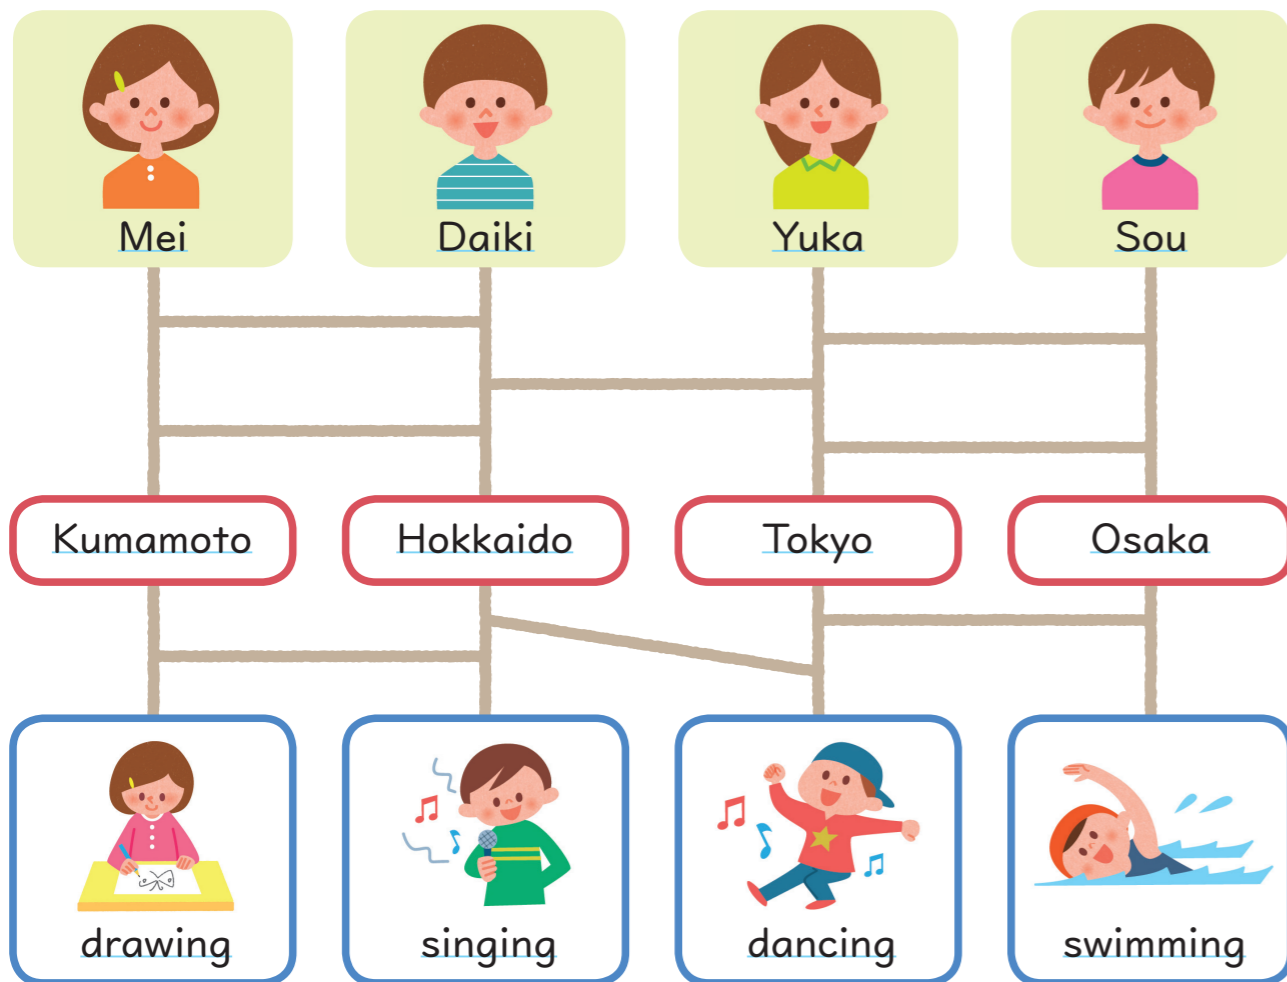 Mei
Daiki
Yuka
Sou
Kumamoto
Hokkaido
Tokyo
Osaka
drawing
singing
dancing
swimming